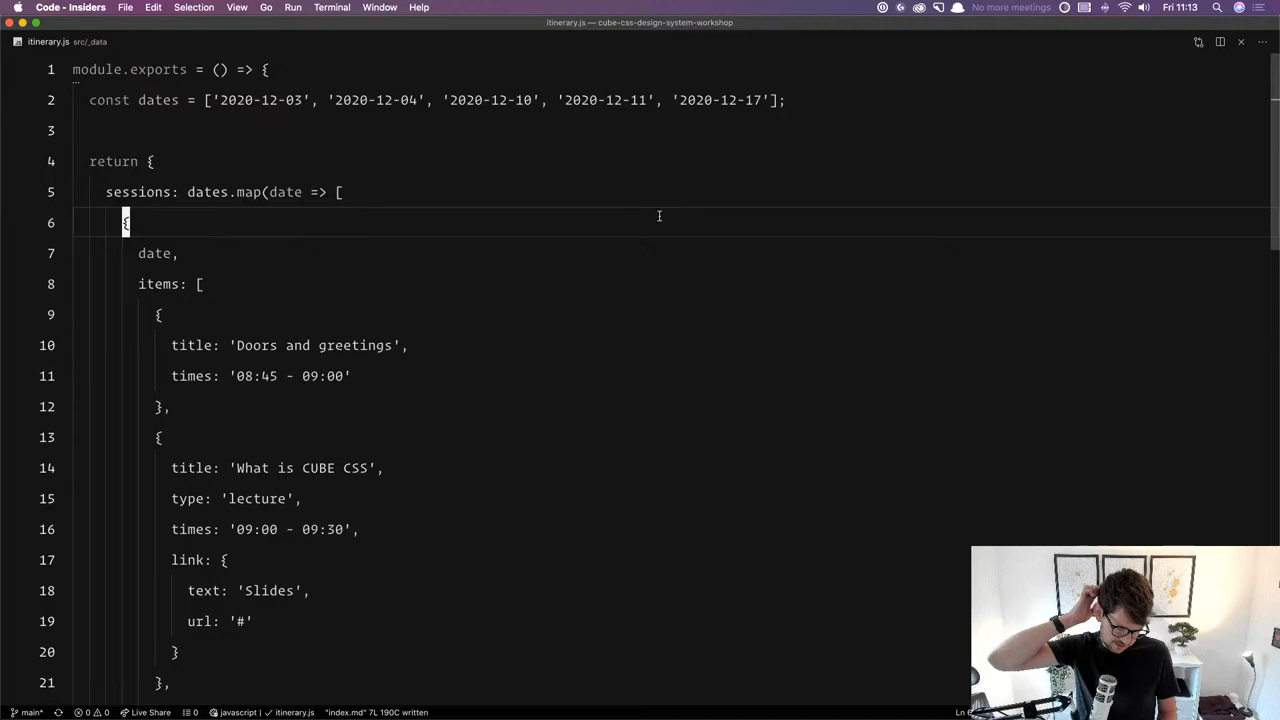 Code - Insiders File Edit Selection View Go Run Terminal Window Help No more meetings Fri 11:13
itinerary.js — cube-css-design-system-workshop
itinerary.js src/_data
1 module.exports = () => {
2 const dates = ['2020-12-03', '2020-12-04', '2020-12-10', '2020-12-11', '2020-12-17'];
3
4 return {
5 sessions: dates.map(date => [
6 {
7 date,
8 items: [
9 {
10 title: 'Doors and greetings',
11 times: '08:45 - 09:00'
12 },
13 {
14 title: 'What is CUBE CSS',
15 type: 'lecture',
16 times: '09:00 - 09:30',
17 link: {
18 text: 'Slides',
19 url: '#'
20 }
21 },
main* 0 0 Live Share 0 javascript | itinerary.js "index.md" 7L 190C written Ln